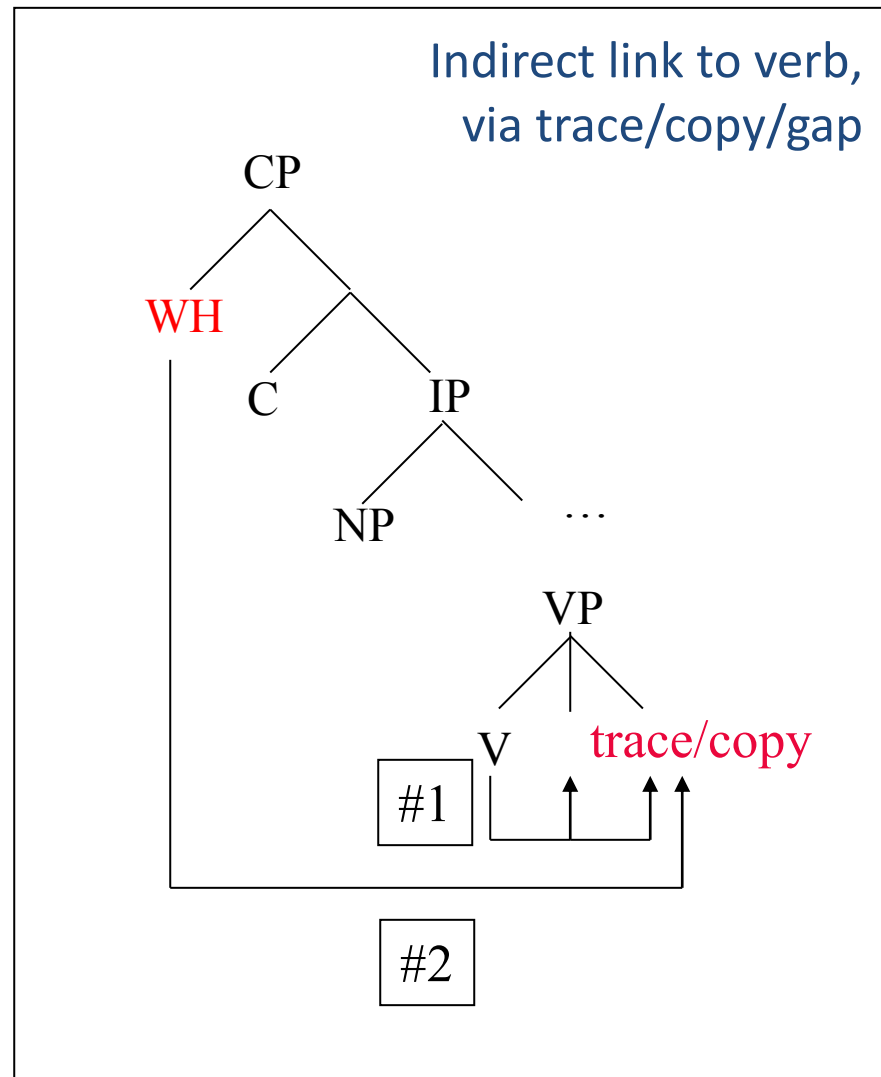 Indirect link to verb,
via trace/copy/gap
CP
WH
C
IP
NP
...
VP
V
trace/copy
#1
#2